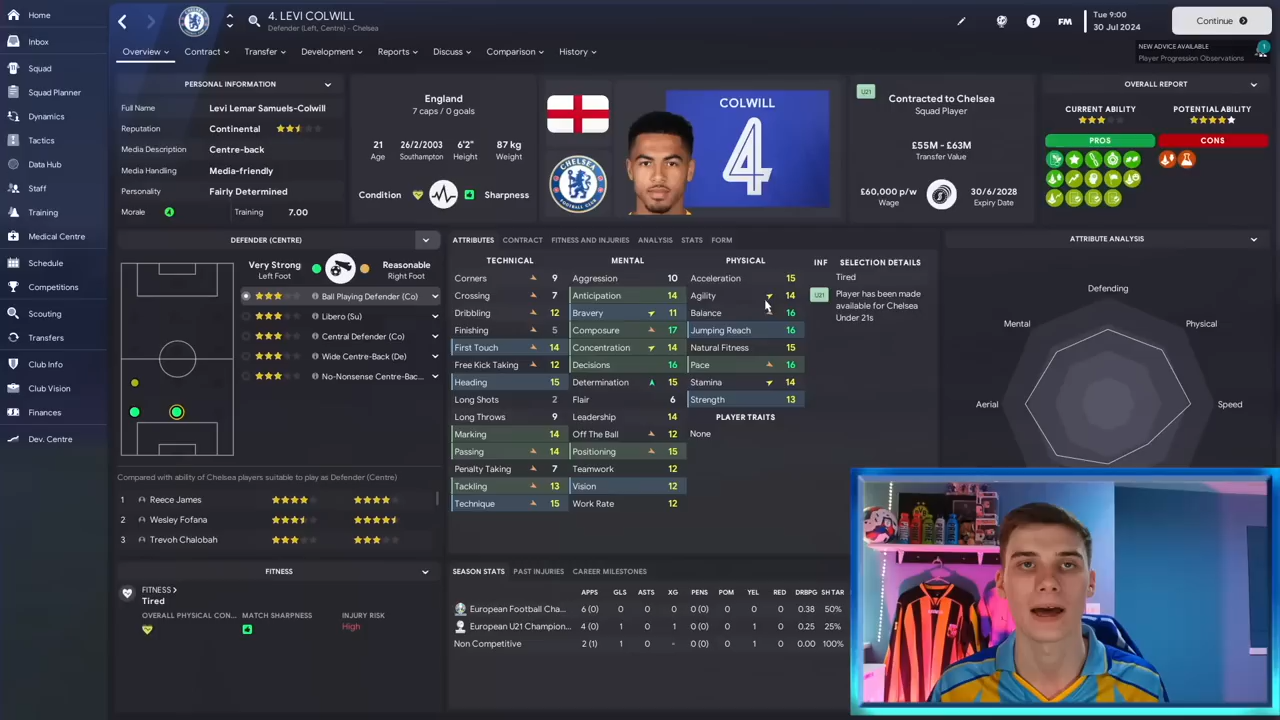 Home
Inbox
Squad
Squad Planner
Dynamics
Tactics
Data Hub
Staff
Training
Medical Centre
Schedule
Competitions
Scouting
Transfers
Club Info
Club Vision
Finances
Dev. Centre
4. LEVI COLWILL
Defender (Left, Centre) - Chelsea
FM
Tue 9:00
30 Jul 2024
Continue
Overview
Contract
Transfer
Development
Reports
Discuss
Comparison
History
NEW ADVICE AVAILABLE
Player Progression Observations
1
PERSONAL INFORMATION
Full Name Levi Lemar Samuels-Colwill
Reputation Continental
Media Description Centre-back
Media Handling Media-friendly
Personality Fairly Determined
Morale Training 7.00
England
7 caps / 0 goals
21 26/2/2003 6'2" 87 kg
Age Southampton Height Weight
Condition Sharpness
COLWILL
4
CHELSEA
FOOTBALL CLUB
U21
Contracted to Chelsea
Squad Player
£55M - £63M
Transfer Value
£60,000 p/w
Wage
30/6/2028
Expiry Date
OVERALL REPORT
CURRENT ABILITY POTENTIAL ABILITY
PROS CONS
DEFENDER (CENTRE)
Very Strong
Left Foot
Reasonable
Right Foot
Ball Playing Defender (Co)
Libero (Su)
Central Defender (Co)
Wide Centre-Back (De)
No-Nonsense Centre-Bac...
Compared with ability of Chelsea players suitable to play as Defender (Centre)
1 Reece James
2 Wesley Fofana
3 Trevoh Chalobah
FITNESS
FITNESS >
Tired
OVERALL PHYSICAL CON... MATCH SHARPNESS INJURY RISK
High
ATTRIBUTES CONTRACT FITNESS AND INJURIES ANALYSIS STATS FORM
TECHNICAL
Corners 9
Crossing 7
Dribbling 12
Finishing 5
First Touch 14
Free Kick Taking 12
Heading 15
Long Shots 2
Long Throws 9
Marking 14
Passing 14
Penalty Taking 7
Tackling 13
Technique 15
MENTAL
Aggression 10
Anticipation 14
Bravery 11
Composure 17
Concentration 14
Decisions 16
Determination 15
Flair 6
Leadership 14
Off The Ball 12
Positioning 15
Teamwork 12
Vision 12
Work Rate 12
PHYSICAL
Acceleration 15
Agility 14
Balance 16
Jumping Reach 16
Natural Fitness 15
Pace 16
Stamina 14
Strength 13
PLAYER TRAITS
None
INF SELECTION DETAILS
Tired
U21
Player has been made
available for Chelsea
Under 21s
ATTRIBUTE ANALYSIS
Defending
Mental
Physical
Aerial
Speed
SEASON STATS PAST INJURIES CAREER MILESTONES
APPS GLS ASTS XG PENS POM YEL RED DRBPG SH TAR
European Football Cha... 6 (0) 0 0 0 0 (0) 0 0 0 0.38 50%
European U21 Champion... 4 (0) 1 0 1 0 (0) 0 1 0 0.25 25%
Non Competitive 2 (1) 1 0 - 0 (0) 0 1 0 0.00 100%